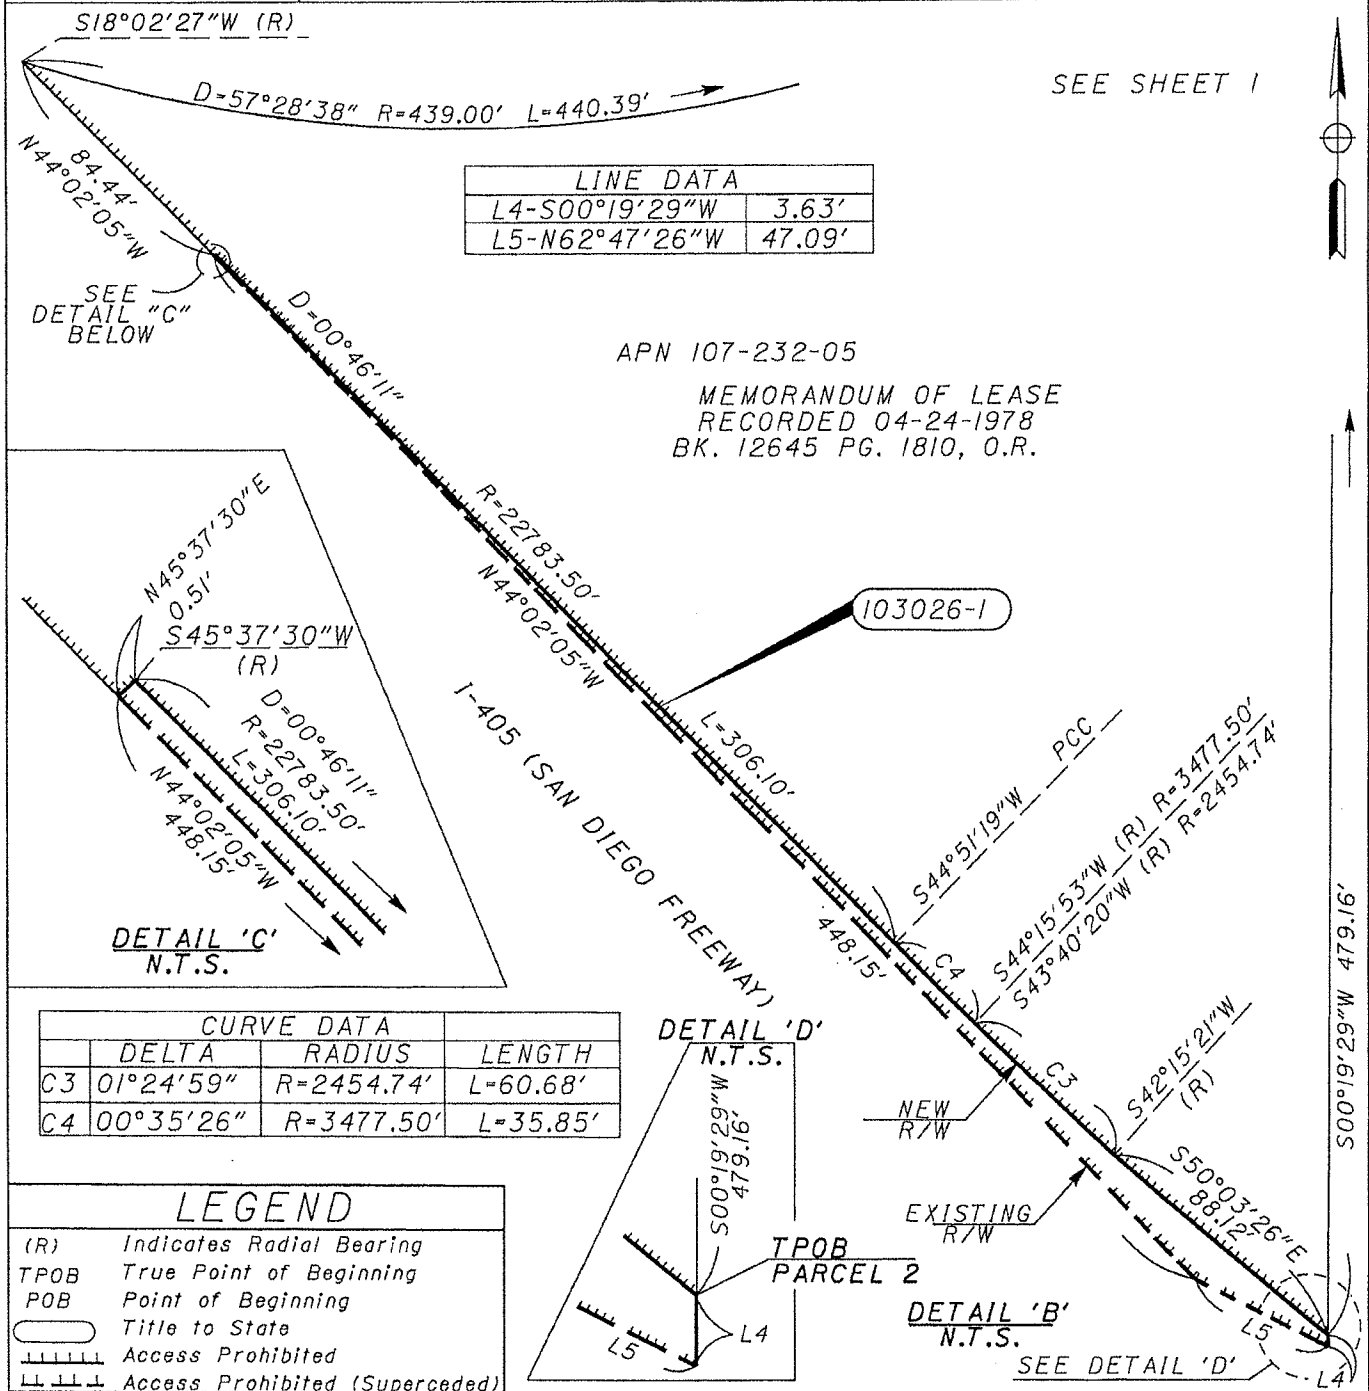 S18°02'27"W (R)
D=57°28'38" R=439.00' L=440.39'
SEE SHEET 1
84.44'
N44°02'05"W
LINE DATA
L4-S00°19'29"W 3.63'
L5-N62°47'26"W 47.09'
SEE
DETAIL "C"
BELOW
D=00°46'11"
APN 107-232-05
MEMORANDUM OF LEASE
RECORDED 04-24-1978
BK. 12645 PG. 1810, O.R.
R=22783.50'
N44°02'05"W
103026-1
N45°37'30"E
0.51'
S45°37'30"W
(R)
D=00°46'11"
R=22783.50'
L=306.10'
N44°02'05"W
448.15'
DETAIL 'C'
N.T.S.
I-405 (SAN DIEGO FREEWAY)
L=306.10'
448.15'
S44°51'19"W PCC
C4
S44°15'53"W (R) R=3477.50'
S43°40'20"W (R) R=2454.74'
C3
S42°15'21"W
(R)
S00°19'29"W 479.16'
CURVE DATA
DELTA RADIUS LENGTH
C3 01°24'59" R=2454.74' L=60.68'
C4 00°35'26" R=3477.50' L=35.85'
DETAIL 'D'
N.T.S.
S00°19'29"W
479.16'
TPOB
PARCEL 2
L4
L5
NEW
R/W
EXISTING
R/W
S50°03'26"E
88.12'
DETAIL 'B'
N.T.S.
L5
SEE DETAIL 'D'
L4
LEGEND
(R) Indicates Radial Bearing
TPOB True Point of Beginning
POB Point of Beginning
Title to State
Access Prohibited
Access Prohibited (Superceded)